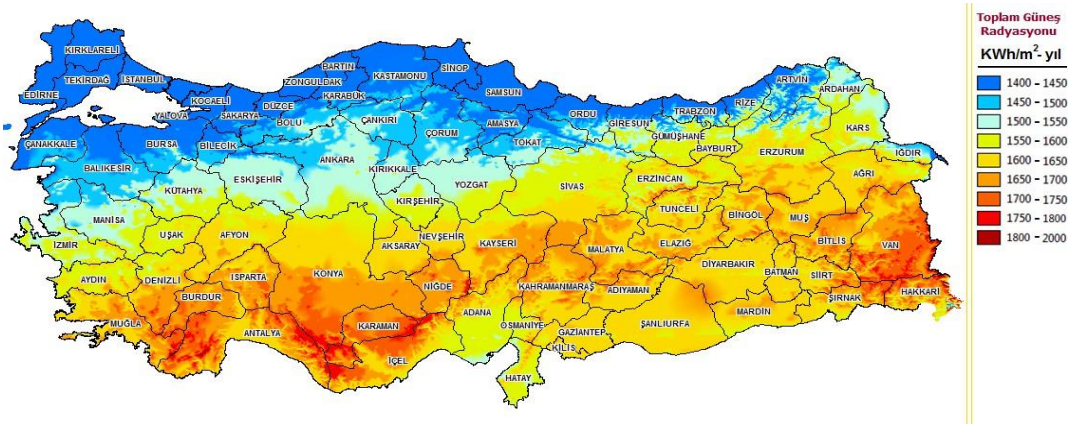 Toplam Güneş
Radyasyonu
KWh/m²- yıl
1400 - 1450
1450 - 1500
1500 - 1550
1550 - 1600
1600 - 1650
1650 - 1700
1700 - 1750
1750 - 1800
1800 - 2000
KIRKLARELİ
TEKİRDAĞ
İSTANBUL
EDİRNE
KOCAELİ
YALOVA
SAKARYA
DÜZCE
BOLU
ZONGULDAK
BARTIN
KARABÜK
KASTAMONU
SİNOP
SAMSUN
ÇANKIRI
ÇORUM
AMASYA
TOKAT
ORDU
GİRESUN
TRABZON
RİZE
ARTVİN
ARDAHAN
GÜMÜŞHANE
BAYBURT
ERZURUM
KARS
IĞDIR
AĞRI
ÇANAKKALE
BURSA
BİLECİK
BALIKESİR
KÜTAHYA
ESKİŞEHİR
ANKARA
KIRIKKALE
YOZGAT
KIRŞEHİR
SİVAS
ERZİNCAN
TUNCELİ
BİNGÖL
MUŞ
BİTLİS
VAN
MANİSA
İZMİR
UŞAK
AFYON
AKSARAY
NEVŞEHİR
KAYSERİ
MALATYA
ELAZIĞ
DİYARBAKIR
BATMAN
SİİRT
ŞIRNAK
HAKKARİ
AYDIN
DENİZLİ
ISPARTA
BURDUR
KONYA
NİĞDE
KAHRAMANMARAŞ
ADIYAMAN
MARDİN
ŞANLIURFA
MUĞLA
ANTALYA
KARAMAN
İÇEL
ADANA
OSMANİYE
GAZİANTEP
KİLİS
HATAY